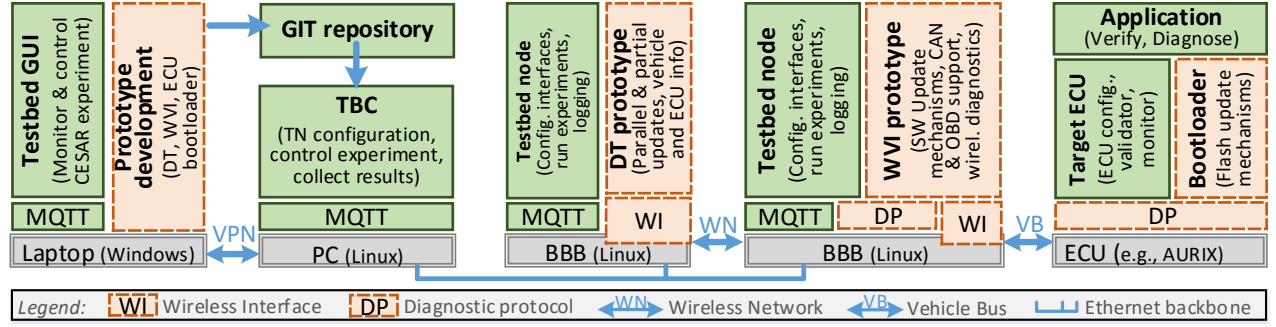 Testbed GUI
(Monitor & control
CESAR experiment)
MQTT
Laptop (Windows)
Prototype
development
(DT, WVI, ECU
bootloader)
VPN
GIT repository
TBC
(TN configuration,
control experiment,
collect results)
MQTT
PC (Linux)
Testbed node
(Config. interfaces,
run experiments,
logging)
MQTT
DT prototype
(Parallel & partial
updates, vehicle
and ECU info)
WI
BBB (Linux)
WN
Testbed node
(Config. interfaces,
run experiments,
logging)
MQTT
WVI prototype
(SW Update
mechanisms, CAN
& OBD support,
wirel. diagnostics)
DP
WI
BBB (Linux)
VB
Application
(Verify, Diagnose)
Target ECU
(ECU config.,
validator,
monitor)
Bootloader
(Flash update
mechanisms)
DP
ECU (e.g., AURIX)
Legend: WI Wireless Interface DP Diagnostic protocol WN Wireless Network VB Vehicle Bus Ethernet backbone